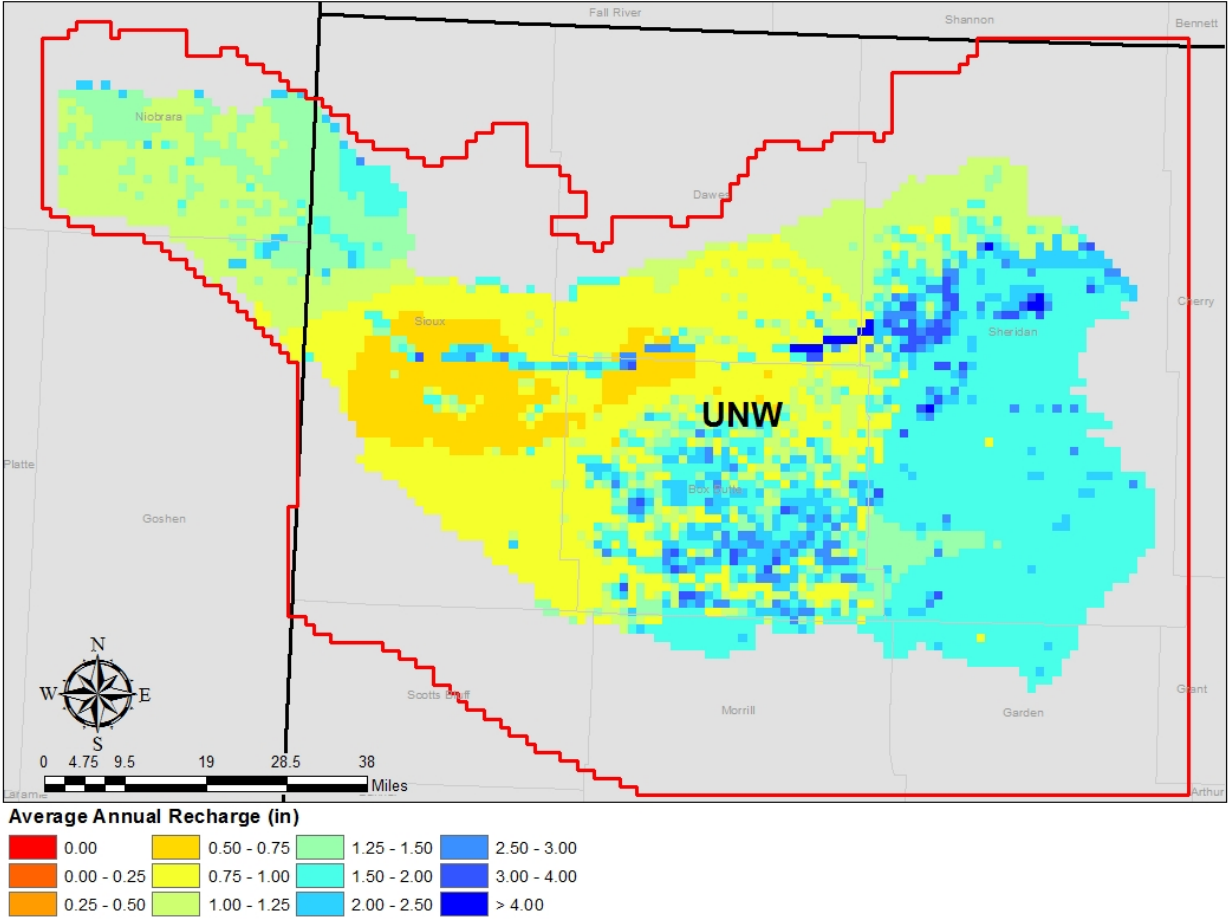 Fall River
Shannon
Bennett
Niobrara
Dawes
Cherry
Sioux
Sheridan
UNW
Platte
Box Butte
Goshen
N
W E
S
Scotts Bluff
Grant
Morrill
Garden
0 4.75 9.5 19 28.5 38
Miles
Laramie
Arthur
Average Annual Recharge (in)
0.00 0.50 - 0.75 1.25 - 1.50 2.50 - 3.00
0.00 - 0.25 0.75 - 1.00 1.50 - 2.00 3.00 - 4.00
0.25 - 0.50 1.00 - 1.25 2.00 - 2.50 > 4.00